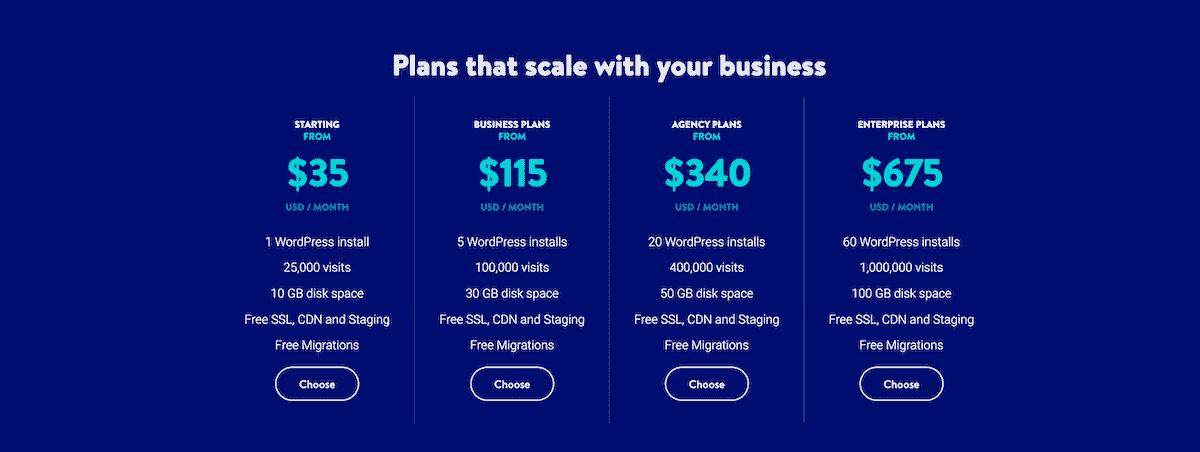 Plans that scale with your business
STARTING
FROM
$35
USD / MONTH
1 WordPress install
25,000 visits
10 GB disk space
Free SSL, CDN and Staging
Free Migrations
Choose
BUSINESS PLANS
FROM
$115
USD / MONTH
5 WordPress installs
100,000 visits
30 GB disk space
Free SSL, CDN and Staging
Free Migrations
Choose
AGENCY PLANS
FROM
$340
USD / MONTH
20 WordPress installs
400,000 visits
50 GB disk space
Free SSL, CDN and Staging
Free Migrations
Choose
ENTERPRISE PLANS
FROM
$675
USD / MONTH
60 WordPress installs
1,000,000 visits
100 GB disk space
Free SSL, CDN and Staging
Free Migrations
Choose